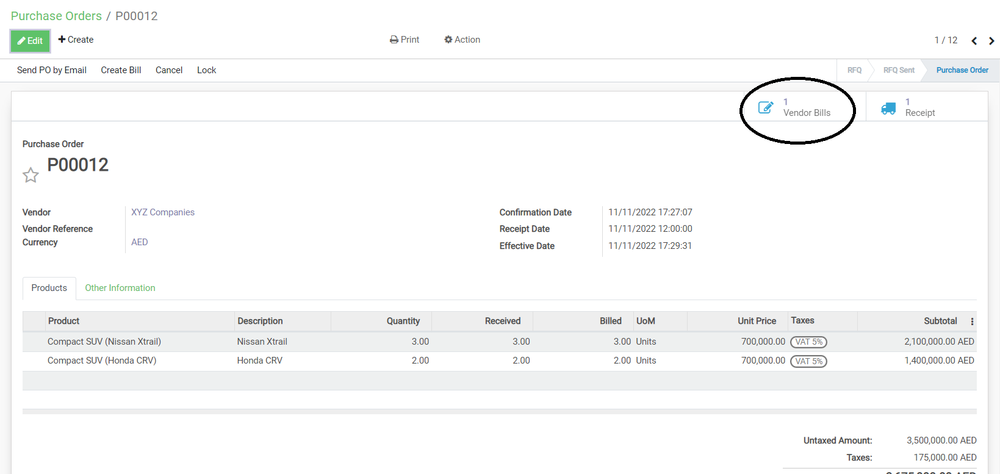 Purchase Orders / P00012
Edit Create Print Action 1 / 12
Send PO by Email Create Bill Cancel Lock RFQ RFQ Sent Purchase Order
1 Vendor Bills
1 Receipt
Purchase Order
P00012
Vendor XYZ Companies Confirmation Date 11/11/2022 17:27:07
Vendor Reference Receipt Date 11/11/2022 12:00:00
Currency AED Effective Date 11/11/2022 17:29:31
Products Other Information
Product Description Quantity Received Billed UoM Unit Price Taxes Subtotal
Compact SUV (Nissan Xtrail) Nissan Xtrail 3.00 3.00 3.00 Units 700,000.00 VAT 5% 2,100,000.00 AED
Compact SUV (Honda CRV) Honda CRV 2.00 2.00 2.00 Units 700,000.00 VAT 5% 1,400,000.00 AED
Untaxed Amount: 3,500,000.00 AED
Taxes: 175,000.00 AED